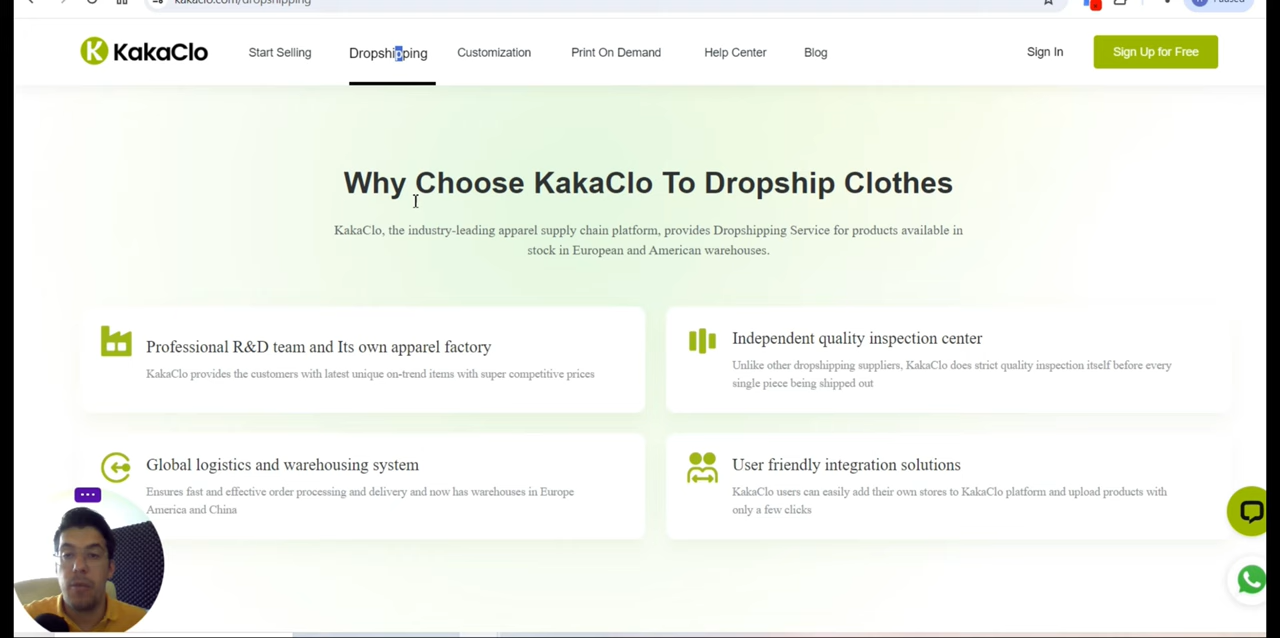 kakaclo.com/dropshipping
KakaClo
Start Selling
Dropshipping
Customization
Print On Demand
Help Center
Blog
Sign In
Sign Up for Free
Why Choose KakaClo To Dropship Clothes
KakaClo, the industry-leading apparel supply chain platform, provides Dropshipping Service for products available in
stock in European and American warehouses.
Professional R&D team and Its own apparel factory
KakaClo provides the customers with latest unique on-trend items with super competitive prices
Independent quality inspection center
Unlike other dropshipping suppliers, KakaClo does strict quality inspection itself before every
single piece being shipped out
Global logistics and warehousing system
Ensures fast and effective order processing and delivery and now has warehouses in Europe
America and China
User friendly integration solutions
KakaClo users can easily add their own stores to KakaClo platform and upload products with
only a few clicks